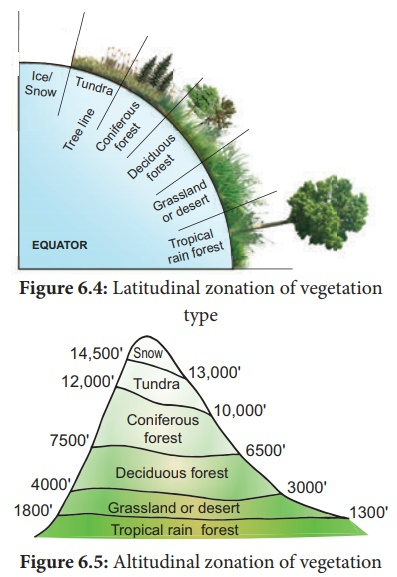 Ice/
Snow
Tundra
Tree line
Coniferous
forest
Deciduous
forest
Grassland
or desert
Tropical
rain forest
EQUATOR
Figure 6.4: Latitudinal zonation of vegetation
type
14,500'
Snow
13,000'
12,000'
Tundra
10,000'
Coniferous
forest
7500'
6500'
Deciduous forest
4000'
3000'
1800'
Grassland or desert
1300'
Tropical rain forest
Figure 6.5: Altitudinal zonation of vegetation